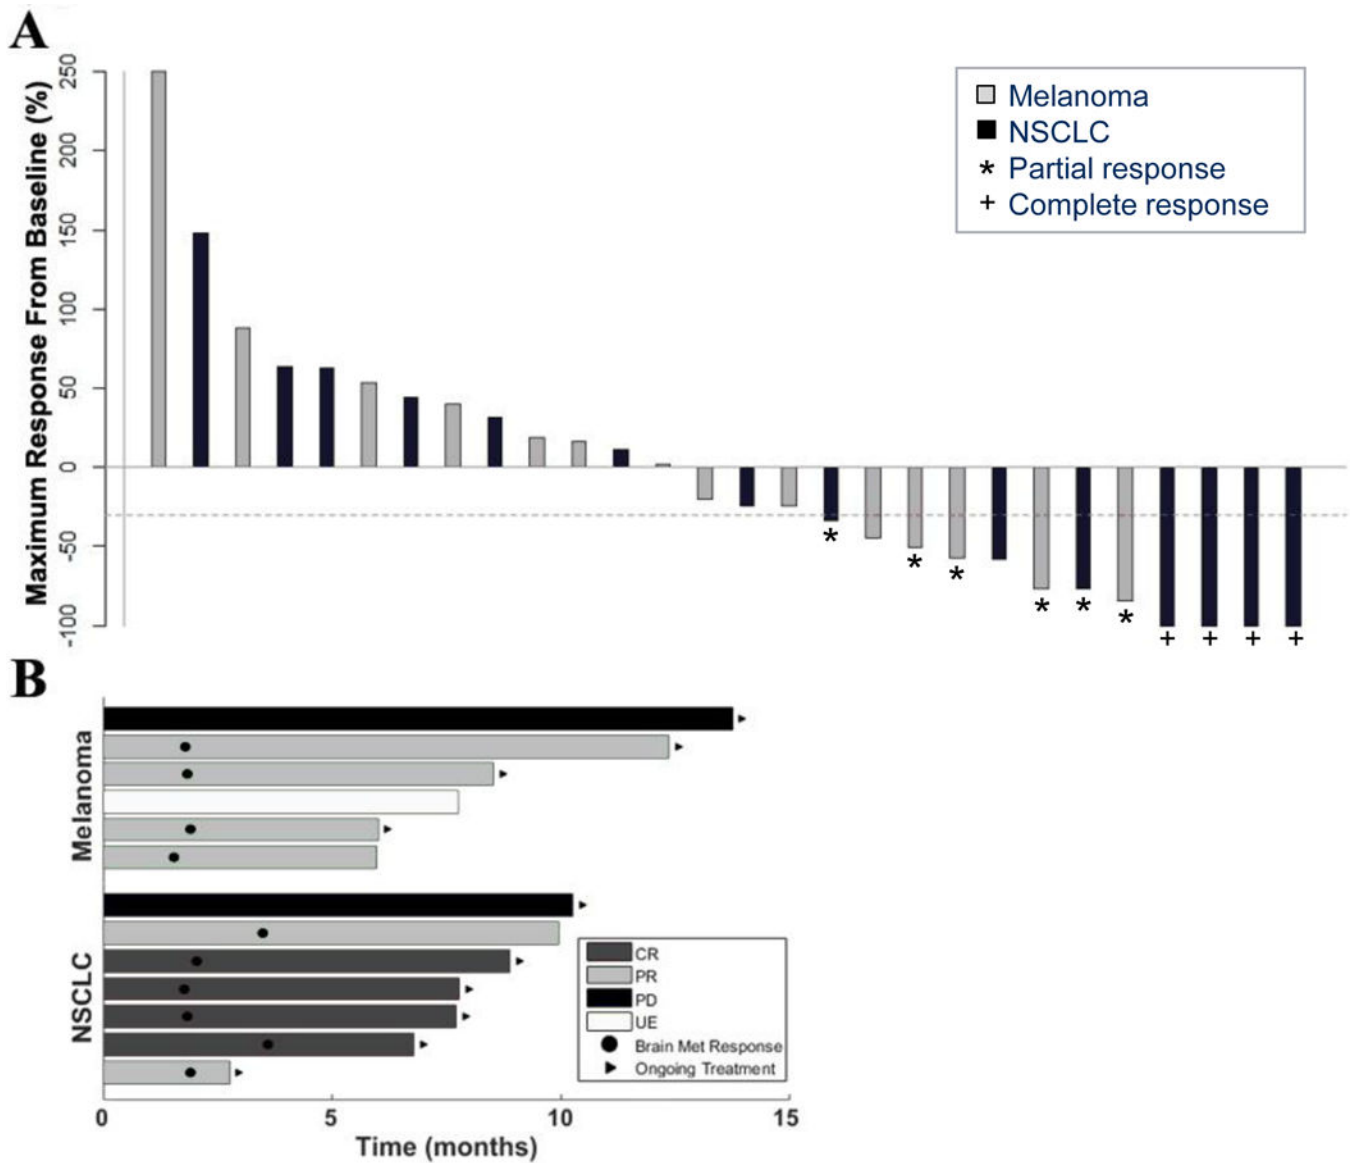 A
Maximum Response From Baseline (%)
250
200
150
100
50
0
-50
-100
Melanoma
NSCLC
* Partial response
+ Complete response
*
*
*
*
*
*
+
+
+
+
B
Melanoma
NSCLC
CR
PR
PD
UE
Brain Met Response
Ongoing Treatment
0 5 10 15
Time (months)